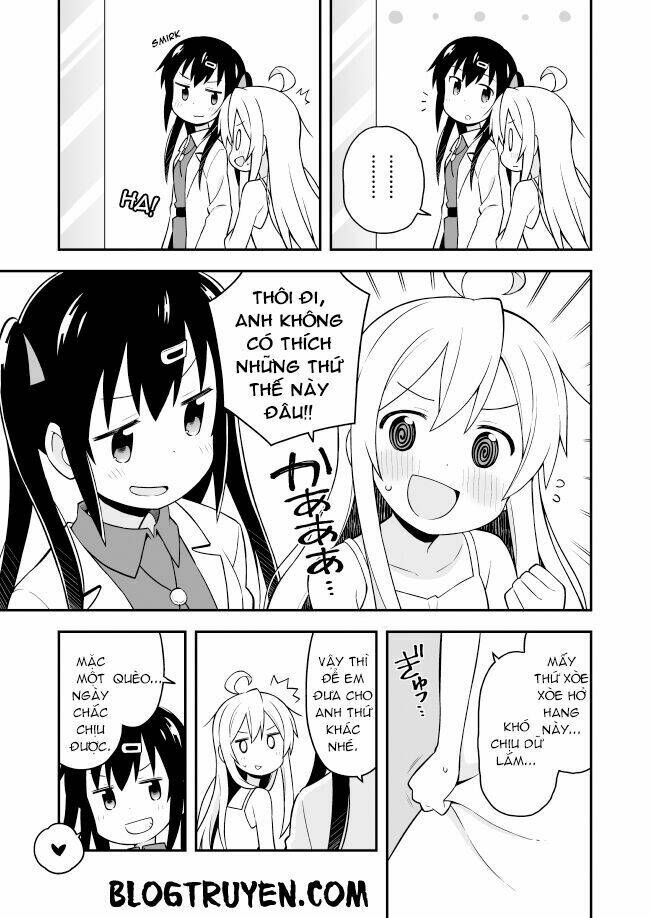 ............
SMIRK
HA!
THÔI ĐI,
ANH KHÔNG
CÓ THÍCH
NHỮNG THỨ
THẾ NÀY
ĐÂU!!
かあああ…
MẤY
THỨ XÒE
XÒE HỞ
HANG
NÀY...
KHÓ
CHỊU DỮ
LẮM...
ぎゅっ…
VẬY THÌ
ĐỂ EM
ĐƯA CHO
ANH THỨ
KHÁC
NHÉ.
QUÈO...
MẶC
MỘT
NGÀY
CHẮC
CHỊU
ĐƯỢC.
♥
BLOGTRUYEN.COM